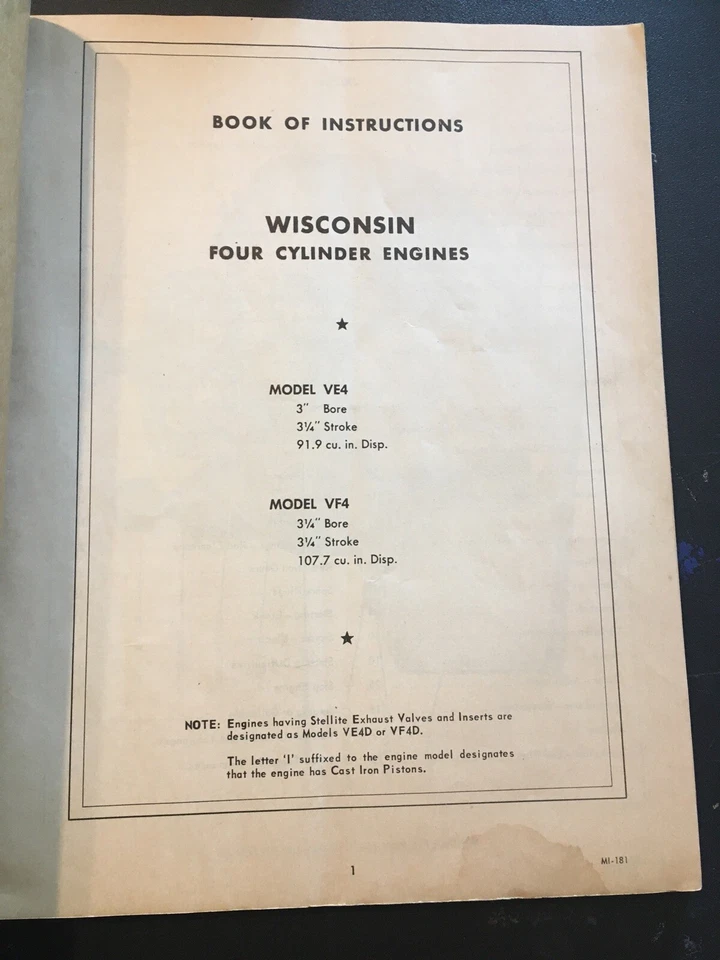 BOOK OF INSTRUCTIONS
WISCONSIN
FOUR CYLINDER ENGINES
MODEL VE4
3" Bore
3¼" Stroke
91.9 cu. in. Disp.
MODEL VF4
3¼" Bore
3¼" Stroke
107.7 cu. in. Disp.
NOTE: Engines having Stellite Exhaust Valves and Inserts are
designated as Models VE4D or VF4D.
The letter 'I' suffixed to the engine model designates
that the engine has Cast Iron Pistons.
MI-181
1